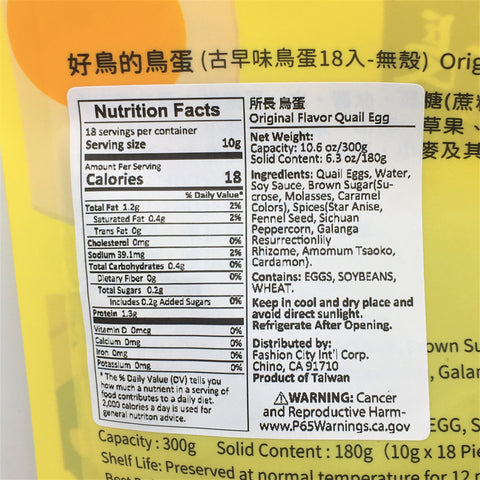 好鳥的鳥蛋 (古早味鳥蛋18入-無殼) Orig
糖(蔗
草果、
麥及其
Nutrition Facts
18 servings per container
Serving size 10g
Amount Per Serving
Calories 18
% Daily Value*
Total Fat 1.2g 2%
Saturated Fat 0.4g 2%
Trans Fat 0g
Cholesterol 0mg 0%
Sodium 39.1mg 2%
Total Carbohydrates 0.4g 0%
Dietary Fiber 0g 0%
Total Sugars 0.2g
Includes 0.2g Added Sugars 0%
Protein 1.3g
Vitamin D 0mcg 0%
Calcium 0mg 0%
Iron 0mg 0%
Potassium 0mg 0%
* The % Daily Value (DV) tells you
how much a nutrient in a serving of
food contributes to a daily diet.
2,000 calories a day is used for
general nutriton advice.
所長 鳥蛋
Original Flavor Quail Egg
Net Weight:
Capacity: 10.6 oz/300g
Solid Content: 6.3 oz/180g
Ingredients: Quail Eggs, Water,
Soy Sauce, Brown Sugar(Su-
crose, Molasses, Caramel
Colors), Spices(Star Anise,
Fennel Seed, Sichuan
Peppercorn, Galanga
Resurrectionliiy
Rhizome, Amomum Tsaoko,
Cardamon).
Contains: EGGS, SOYBEANS,
WHEAT.
Keep in cool and dry place and
avoid direct sunlight.
Refrigerate After Opening.
Distributed by:
Fashion City Int'l Corp.
Chino, CA 91710
Product of Taiwan
⚠WARNING: Cancer
and Reproductive Harm-
www.P65Warnings.ca.gov
own Su
, Galan
EGG, S
Capacity : 300g Solid Content : 180g (10g x 18 Pie
Shelf Life: Preserved at normal temperature for 12 m